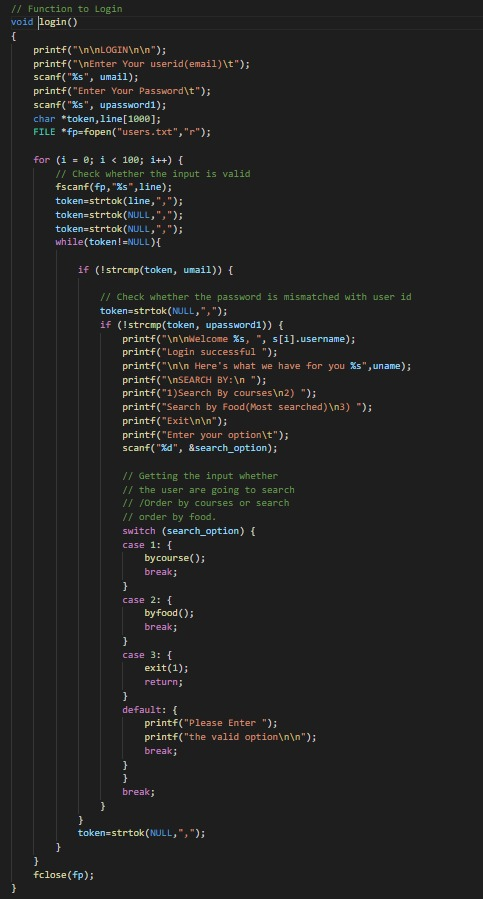 // Function to Login
void login()
{
    printf("\n\nLOGIN\n\n");
    printf("\nEnter Your userid(email)\t");
    scanf("%s", umail);
    printf("Enter Your Password\t");
    scanf("%s", upassword1);
    char *token,line[1000];
    FILE *fp=fopen("users.txt","r");
    for (i = 0; i < 100; i++) {
        // Check whether the input is valid
        fscanf(fp,"%s",line);
        token=strtok(line,",");
        token=strtok(NULL,",");
        token=strtok(NULL,",");
        while(token!=NULL){
            if (!strcmp(token, umail)) {
                // Check whether the password is mismatched with user id
                token=strtok(NULL,",");
                if (!strcmp(token, upassword1)) {
                    printf("\n\nWelcome %s, ", s[i].username);
                    printf("Login successful ");
                    printf("\n\n Here's what we have for you %s",uname);
                    printf("\nSEARCH BY:\n ");
                    printf("1)Search By courses\n2) ");
                    printf("Search by Food(Most searched)\n3) ");
                    printf("Exit\n\n");
                    printf("Enter your option\t");
                    scanf("%d", &search_option);
                    // Getting the input whether
                    // the user are going to search
                    // /Order by courses or search
                    // order by food.
                    switch (search_option) {
                    case 1: {
                        bycourse();
                        break;
                    }
                    case 2: {
                        byfood();
                        break;
                    }
                    case 3: {
                        exit(1);
                        return;
                    }
                    default: {
                        printf("Please Enter ");
                        printf("the valid option\n\n");
                        break;
                    }
                    }
                    break;
                }
            }
            token=strtok(NULL,",");
        }
    }
    fclose(fp);
}